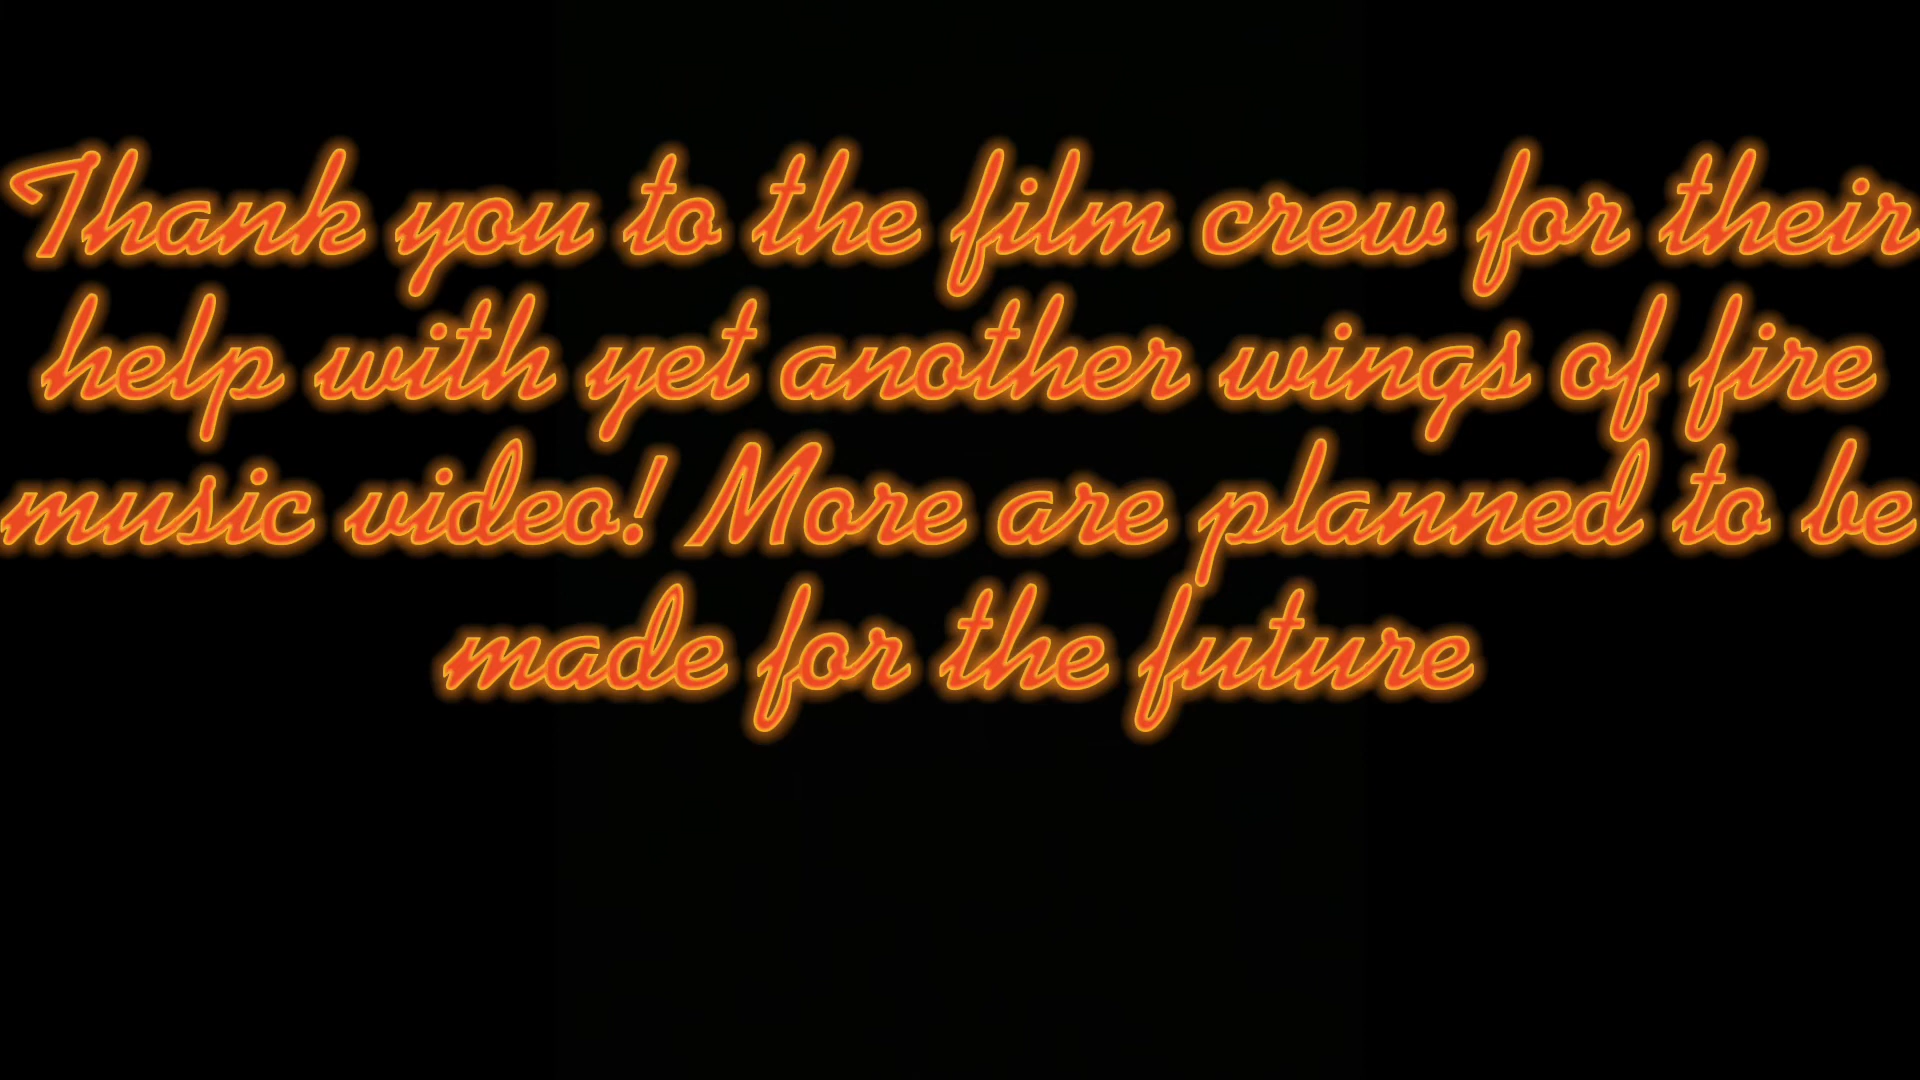 Thank you to the film crew for their
help with yet another wings of fire
music video! More are planned to be
made for the future